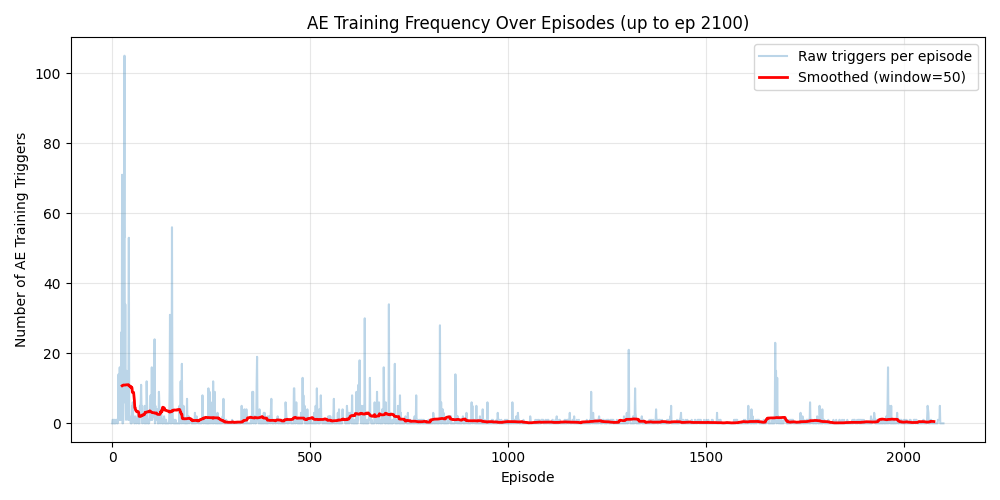 AE Training Frequency Over Episodes (up to ep 2100)
Raw triggers per episode
Smoothed (window=50)
Number of AE Training Triggers
100
80
60
40
20
0
0 500 1000 1500 2000
Episode